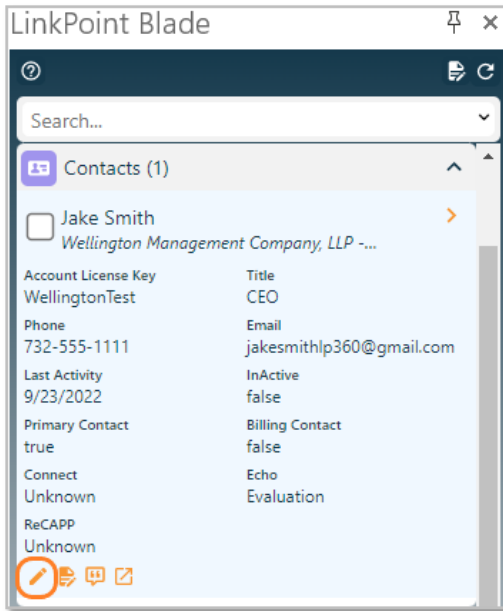 LinkPoint Blade
Search...
Contacts (1)
Jake Smith
Wellington Management Company, LLP -...
Account License Key Title
WellingtonTest CEO
Phone Email
732-555-1111 jakesmithlp360@gmail.com
Last Activity InActive
9/23/2022 false
Primary Contact Billing Contact
true false
Connect Echo
Unknown Evaluation
ReCAPP
Unknown